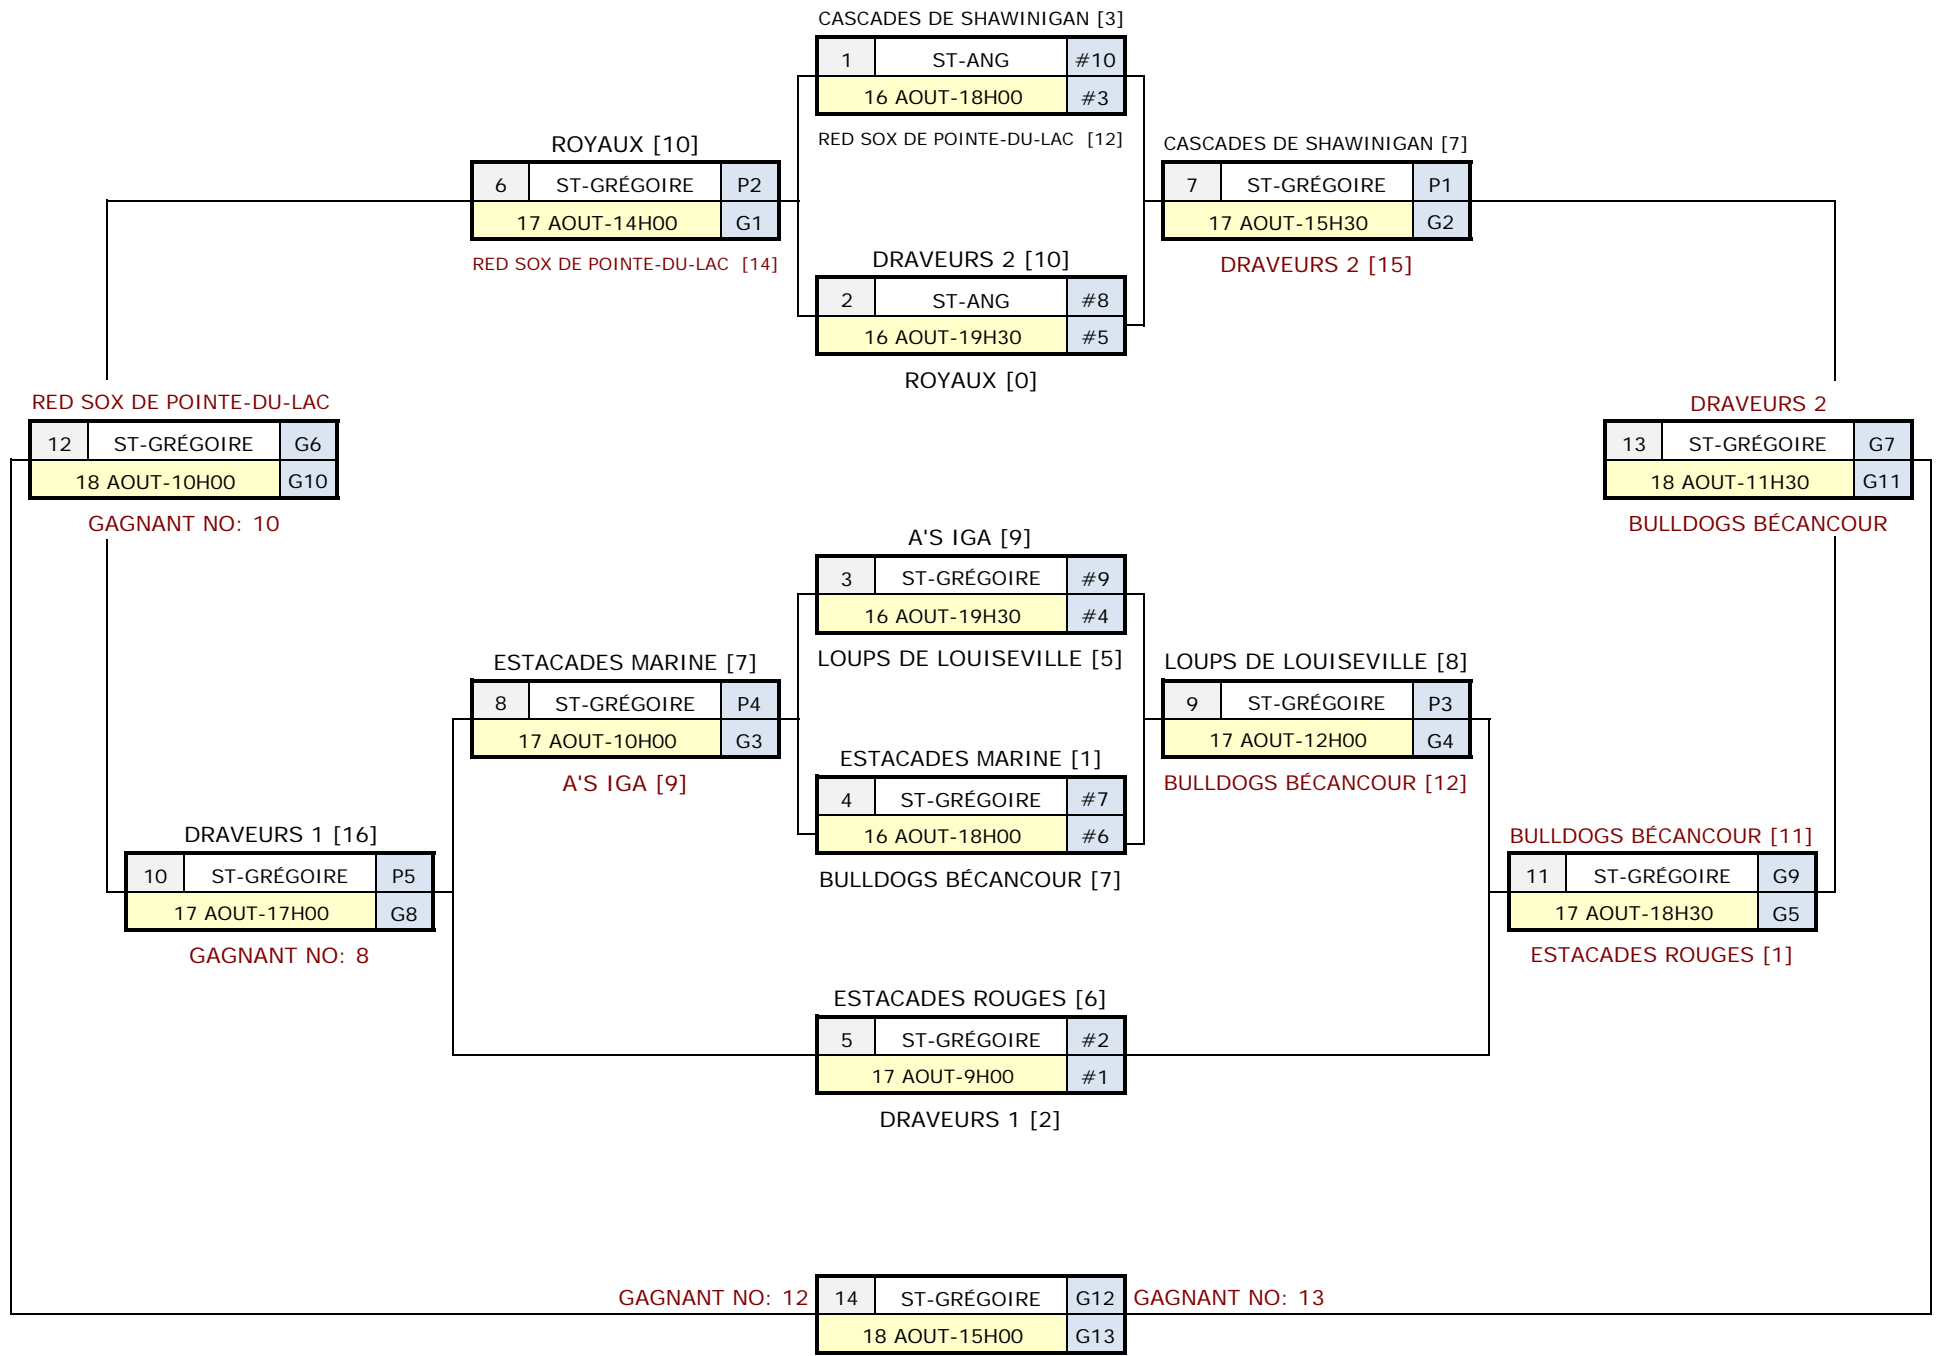 CASCADES DE SHAWINIGAN [3]
1 ST-ANG #10
16 AOUT-18H00 #3
RED SOX DE POINTE-DU-LAC [12]
ROYAUX [10]
6 ST-GRÉGOIRE P2
17 AOUT-14H00 G1
RED SOX DE POINTE-DU-LAC [14]
CASCADES DE SHAWINIGAN [7]
7 ST-GRÉGOIRE P1
17 AOUT-15H30 G2
DRAVEURS 2 [15]
DRAVEURS 2 [10]
2 ST-ANG #8
16 AOUT-19H30 #5
ROYAUX [0]
RED SOX DE POINTE-DU-LAC
12 ST-GRÉGOIRE G6
18 AOUT-10H00 G10
GAGNANT NO: 10
DRAVEURS 2
13 ST-GRÉGOIRE G7
18 AOUT-11H30 G11
BULLDOGS BÉCANCOUR
A'S IGA [9]
3 ST-GRÉGOIRE #9
16 AOUT-19H30 #4
LOUPS DE LOUISEVILLE [5]
ESTACADES MARINE [7]
8 ST-GRÉGOIRE P4
17 AOUT-10H00 G3
A'S IGA [9]
LOUPS DE LOUISEVILLE [8]
9 ST-GRÉGOIRE P3
17 AOUT-12H00 G4
BULLDOGS BÉCANCOUR [12]
ESTACADES MARINE [1]
4 ST-GRÉGOIRE #7
16 AOUT-18H00 #6
BULLDOGS BÉCANCOUR [7]
DRAVEURS 1 [16]
10 ST-GRÉGOIRE P5
17 AOUT-17H00 G8
GAGNANT NO: 8
BULLDOGS BÉCANCOUR [11]
11 ST-GRÉGOIRE G9
17 AOUT-18H30 G5
ESTACADES ROUGES [1]
ESTACADES ROUGES [6]
5 ST-GRÉGOIRE #2
17 AOUT-9H00 #1
DRAVEURS 1 [2]
GAGNANT NO: 12 14 ST-GRÉGOIRE G12 GAGNANT NO: 13
18 AOUT-15H00 G13